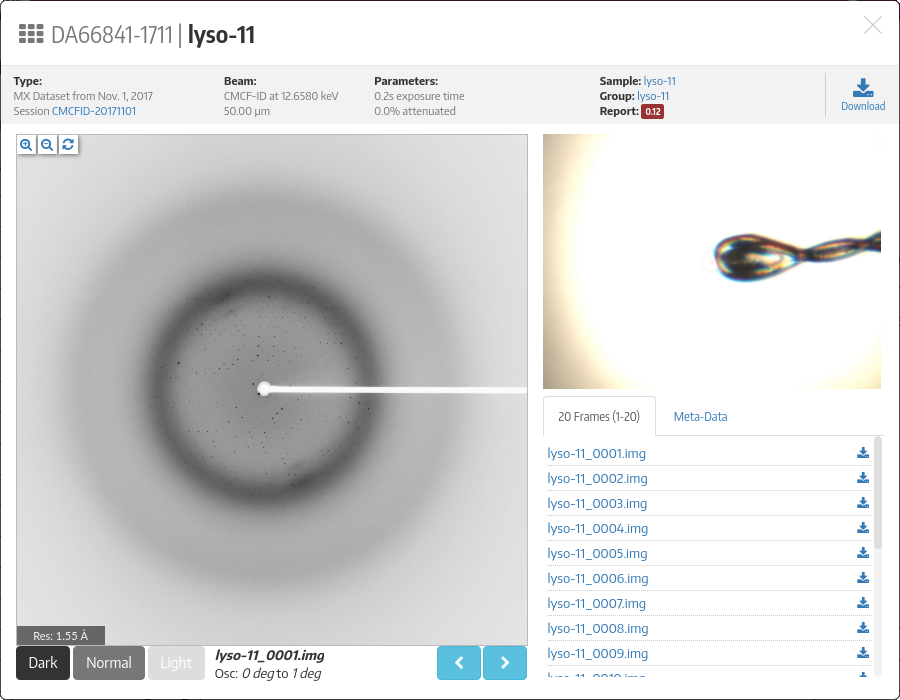 DA66841-1711 | lyso-11
Type:
MX Dataset from Nov. 1, 2017
Session CMCFID-20171101
Beam:
CMCF-ID at 12.6580 keV
50.00 µm
Parameters:
0.2s exposure time
0.0% attenuated
Sample: lyso-11
Group: lyso-11
Report: 0.12
Download
Res: 1.55 Å
Dark
Normal
Light
lyso-11_0001.img
Osc: 0 deg to 1 deg
20 Frames (1-20)
Meta-Data
lyso-11_0001.img
lyso-11_0002.img
lyso-11_0003.img
lyso-11_0004.img
lyso-11_0005.img
lyso-11_0006.img
lyso-11_0007.img
lyso-11_0008.img
lyso-11_0009.img